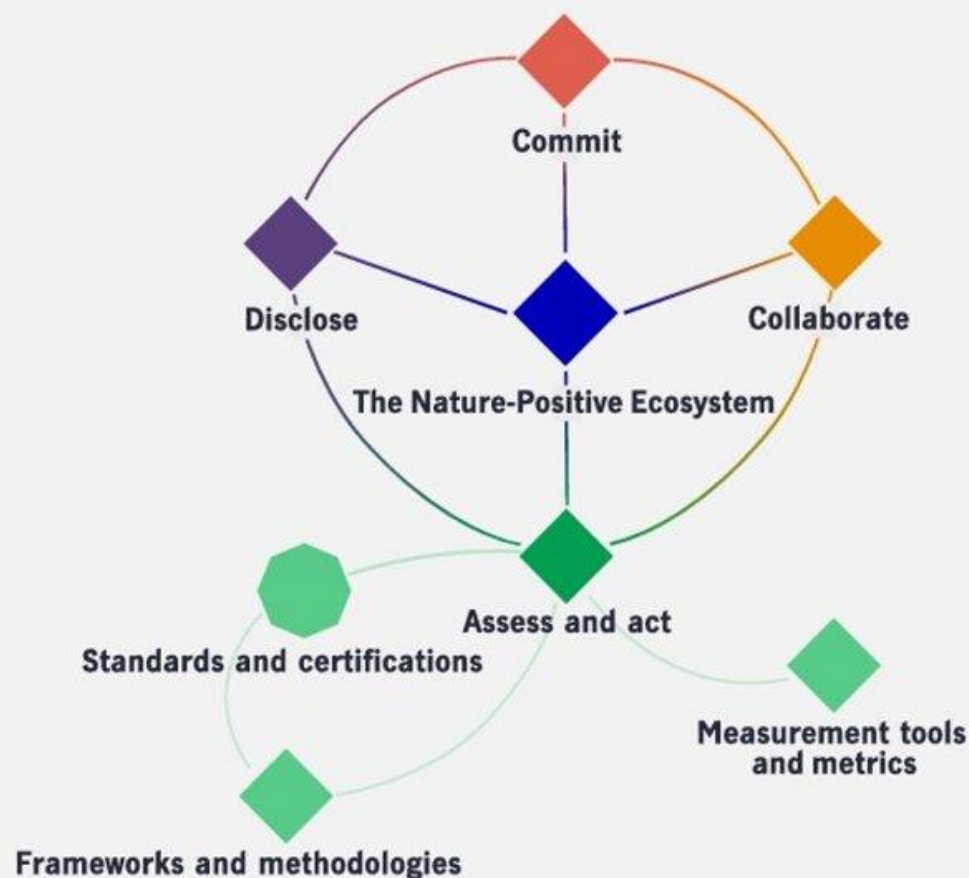 Commit
Disclose
Collaborate
The Nature-Positive Ecosystem
Assess and act
Standards and certifications
Measurement tools
and metrics
Frameworks and methodologies